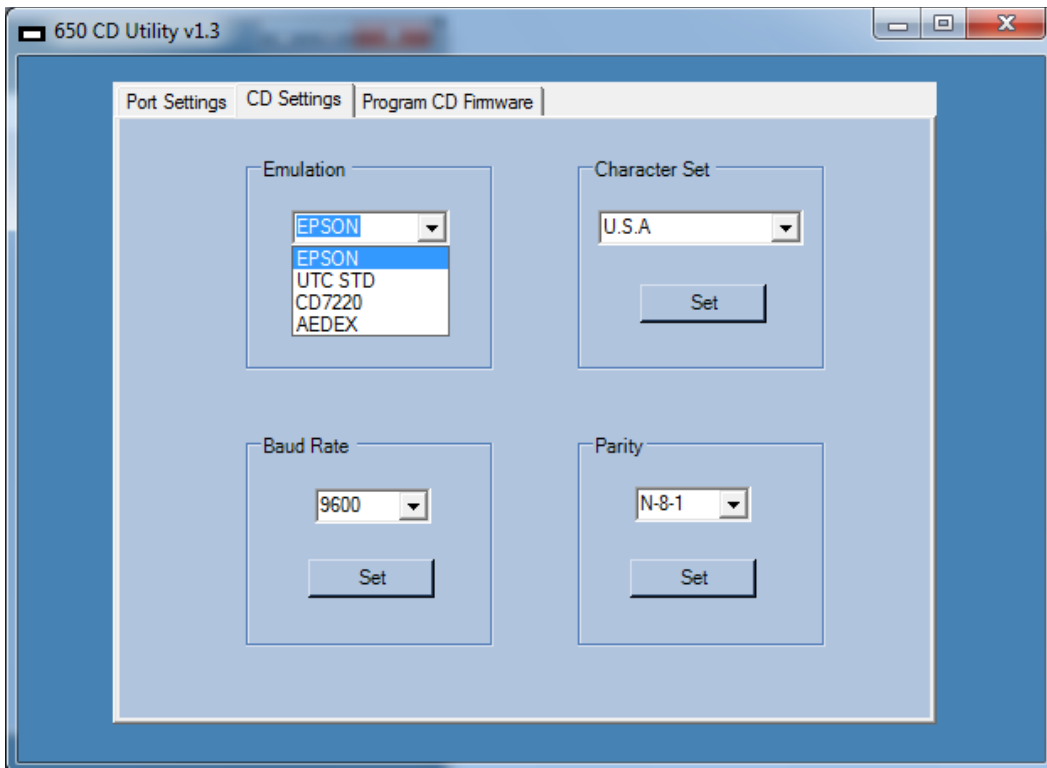 650 CD Utility v1.3
Port Settings
CD Settings
Program CD Firmware
Emulation
EPSON
EPSON
UTC STD
CD7220
AEDEX
Character Set
U.S.A
Set
Baud Rate
9600
Set
Parity
N-8-1
Set